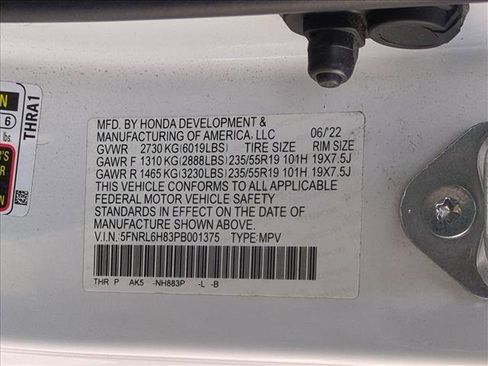 MFD. BY HONDA DEVELOPMENT &
MANUFACTURING OF AMERICA, LLC 06/'22
GVWR 2730 KG(6019LBS) TIRE SIZE RIM SIZE
GAWR F 1310 KG(2888LBS) 235/55R19 101H 19X7.5J
GAWR R 1465 KG(3230LBS) 235/55R19 101H 19X7.5J
THIS VEHICLE CONFORMS TO ALL APPLICABLE
FEDERAL MOTOR VEHICLE SAFETY
STANDARDS IN EFFECT ON THE DATE OF
MANUFACTURE SHOWN ABOVE.
V.I.N. 5FNRL6H83PB001375 TYPE:MPV
THR P AK5 -NH883P -L -B
THRA1
6
lbs.